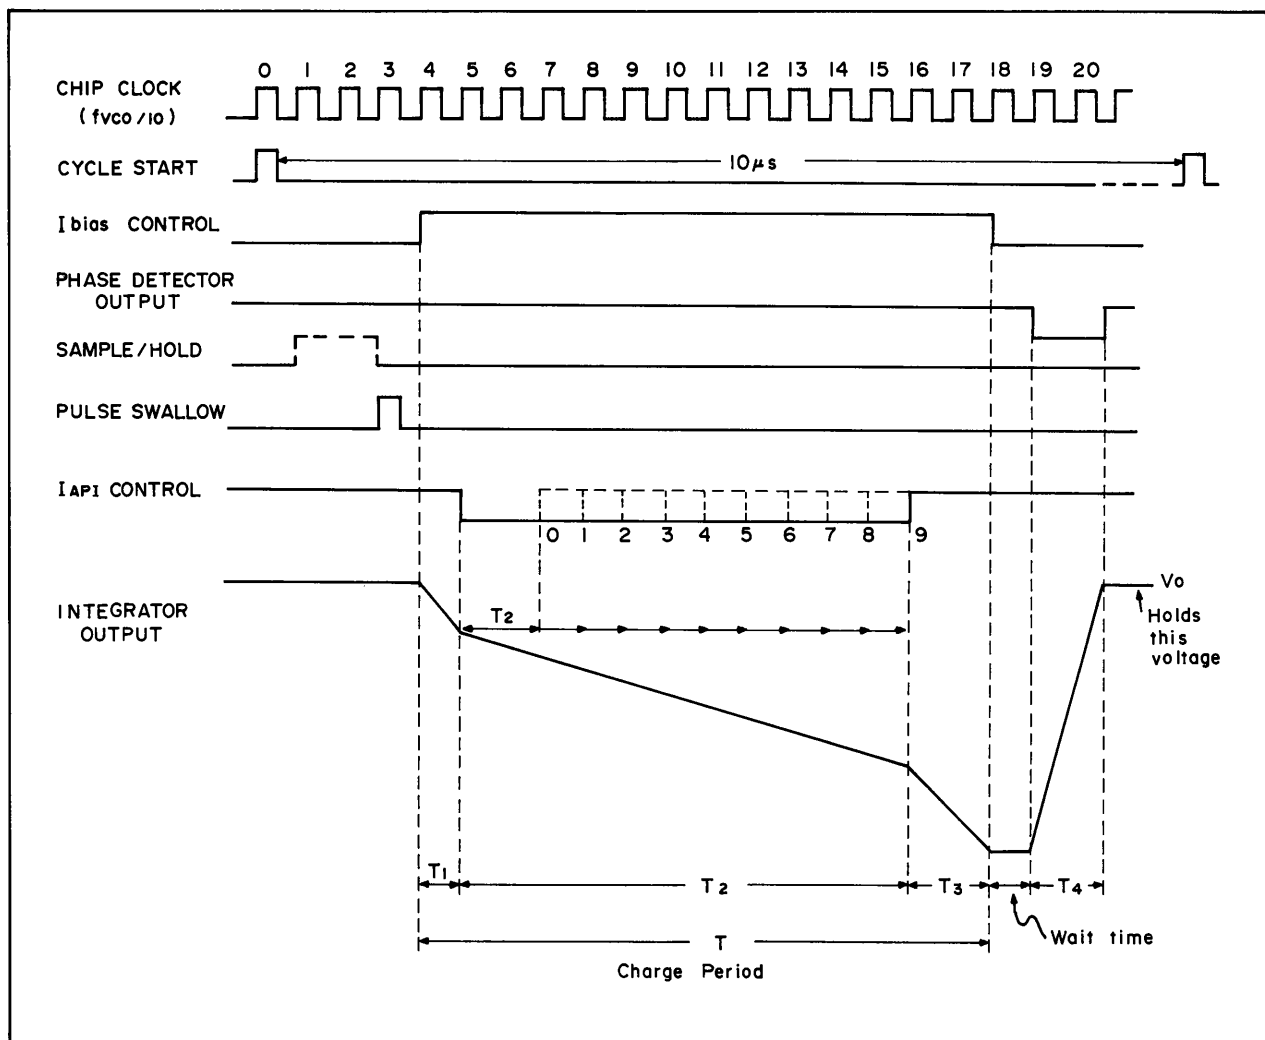 0 1 2 3 4 5 6 7 8 9 10 11 12 13 14 15 16 17 18 19 20
CHIP CLOCK
(fvco/10)
CYCLE START
10μs
I bias CONTROL
PHASE DETECTOR
OUTPUT
SAMPLE/HOLD
PULSE SWALLOW
IAPI CONTROL
0 1 2 3 4 5 6 7 8 9
INTEGRATOR
OUTPUT
T2
Vo
Holds
this
voltage
T1
T2
T3
T4
Wait time
T
Charge Period